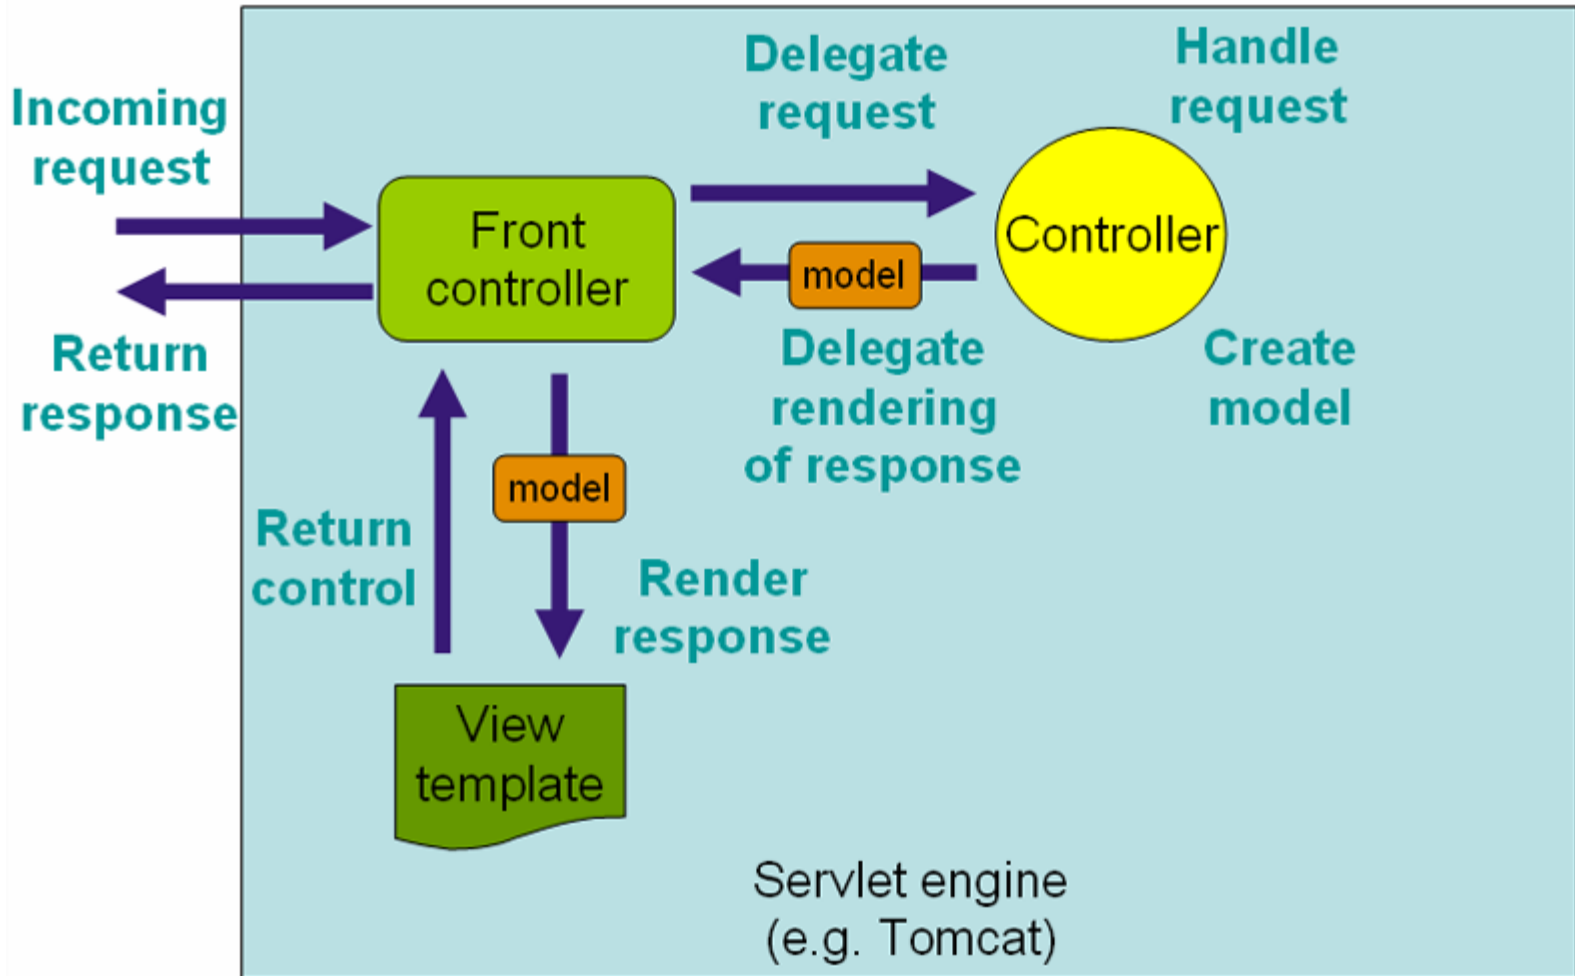 Incoming
request
Return
response
Front
controller
Delegate
request
Handle
request
Controller
model
Delegate
rendering
of response
Create
model
Return
control
model
Render
response
View
template
Servlet engine
(e.g. Tomcat)